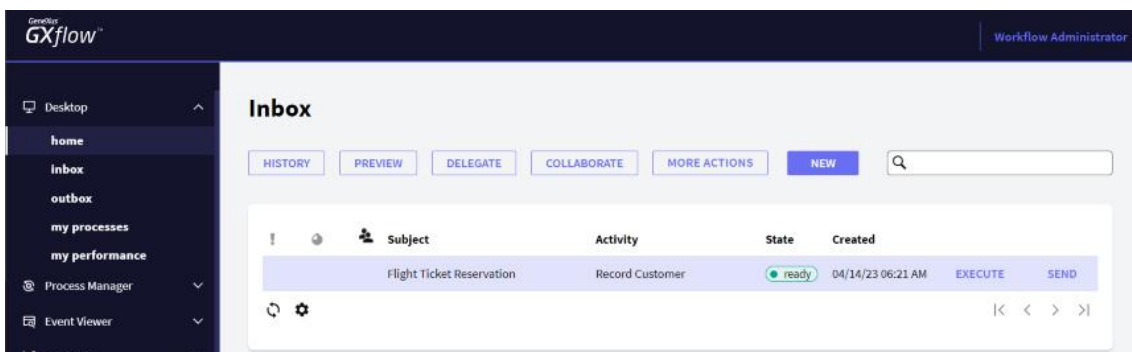 GeneXus
GXflow™
Workflow Administrator
Desktop
home
inbox
outbox
my processes
my performance
Process Manager
Event Viewer
Inbox
HISTORY PREVIEW DELEGATE COLLABORATE MORE ACTIONS NEW
! Subject Activity State Created
Flight Ticket Reservation Record Customer ready 04/14/23 06:21 AM EXECUTE SEND